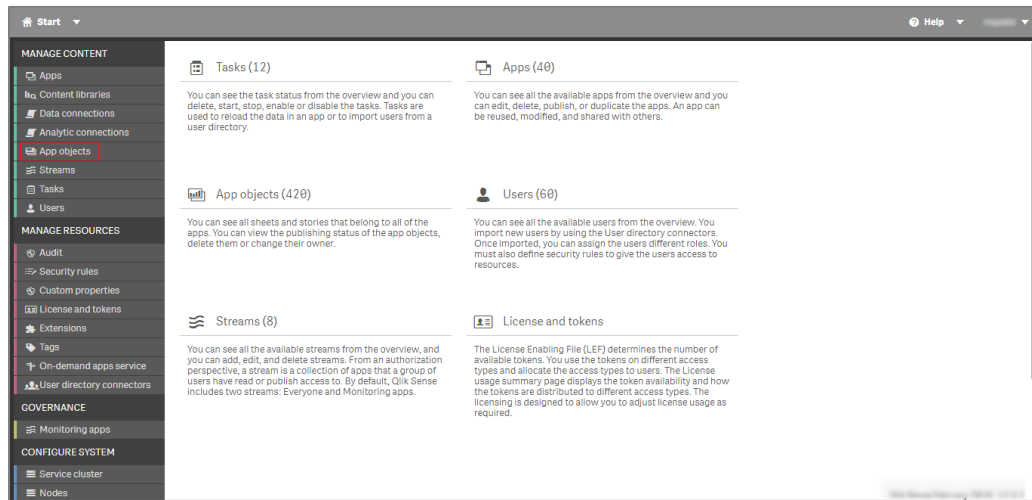 Start
Help
MANAGE CONTENT
Apps
Content libraries
Data connections
Analytic connections
App objects
Streams
Tasks
Users
MANAGE RESOURCES
Audit
Security rules
Custom properties
License and tokens
Extensions
Tags
On-demand apps service
User directory connectors
GOVERNANCE
Monitoring apps
CONFIGURE SYSTEM
Service cluster
Nodes
Tasks (12)
You can see the task status from the overview and you can
delete, start, stop, enable or disable the tasks. Tasks are
used to reload the data in an app or to import users from a
user directory.
Apps (40)
You can see all the available apps from the overview and you
can edit, delete, publish, or duplicate the apps. An app can
be reused, modified, and shared with others.
App objects (420)
You can see all sheets and stories that belong to all of the
apps. You can view the publishing status of the app objects,
delete them or change their owner.
Users (60)
You can see all the available users from the overview. You
import new users by using the User directory connectors.
Once imported, you can assign the users different roles. You
must also define security rules to give the users access to
resources.
Streams (8)
You can see all the available streams from the overview, and
you can add, edit, and delete streams. From an authorization
perspective, a stream is a collection of apps that a group of
users have read or publish access to. By default, Qlik Sense
includes two streams: Everyone and Monitoring apps.
License and tokens
The License Enabling File (LEF) determines the number of
available tokens. You use the tokens on different access
types and allocate the access types to users. The License
usage summary page displays the token availability and how
the tokens are distributed to different access types. The
licensing is designed to allow you to adjust license usage as
required.